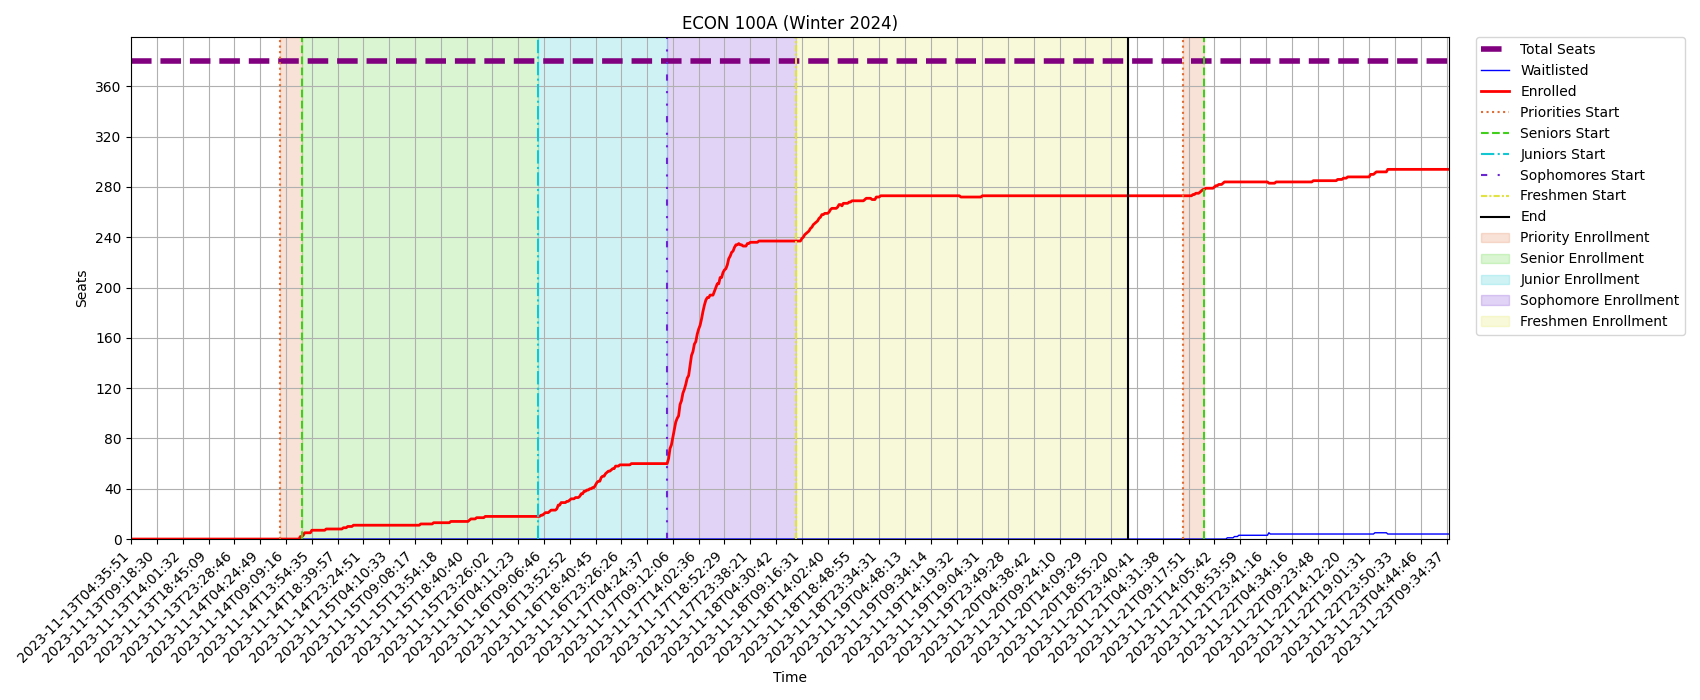 ECON 100A (Winter 2024)
Seats
360
320
280
240
200
160
120
80
40
0
2023-11-13T04:35:51
2023-11-13T09:18:30
2023-11-13T14:01:32
2023-11-13T18:45:09
2023-11-13T23:28:46
2023-11-14T04:24:49
2023-11-14T09:09:16
2023-11-14T13:54:35
2023-11-14T18:39:57
2023-11-14T23:24:51
2023-11-15T04:10:33
2023-11-15T09:08:17
2023-11-15T13:54:18
2023-11-15T18:40:40
2023-11-15T23:26:02
2023-11-16T04:11:23
2023-11-16T09:06:46
2023-11-16T13:52:52
2023-11-16T18:40:45
2023-11-16T23:26:26
2023-11-17T04:24:37
2023-11-17T09:12:06
2023-11-17T14:02:36
2023-11-17T18:52:29
2023-11-17T23:38:21
2023-11-18T04:30:42
2023-11-18T09:16:31
2023-11-18T14:02:40
2023-11-18T18:48:55
2023-11-18T23:34:31
2023-11-19T04:48:13
2023-11-19T09:34:14
2023-11-19T14:19:32
2023-11-19T19:04:31
2023-11-19T23:49:28
2023-11-20T04:38:42
2023-11-20T09:24:10
2023-11-20T14:09:29
2023-11-20T18:55:20
2023-11-20T23:40:41
2023-11-21T04:31:38
2023-11-21T09:17:51
2023-11-21T14:05:42
2023-11-21T18:53:59
2023-11-21T23:41:16
2023-11-22T04:34:16
2023-11-22T09:23:48
2023-11-22T14:12:20
2023-11-22T19:01:31
2023-11-22T23:50:33
2023-11-23T04:44:46
2023-11-23T09:34:37
Time
Total Seats
Waitlisted
Enrolled
Priorities Start
Seniors Start
Juniors Start
Sophomores Start
Freshmen Start
End
Priority Enrollment
Senior Enrollment
Junior Enrollment
Sophomore Enrollment
Freshmen Enrollment